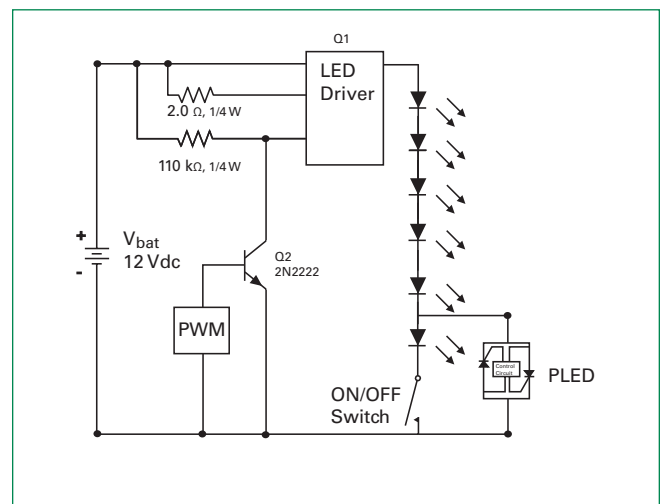 Q1
LED
Driver
2.0 Ω, 1/4 W
110 kΩ, 1/4 W
+
Vbat
12 Vdc
-
Q2
2N2222
PWM
Control
Circuit
PLED
ON/OFF
Switch